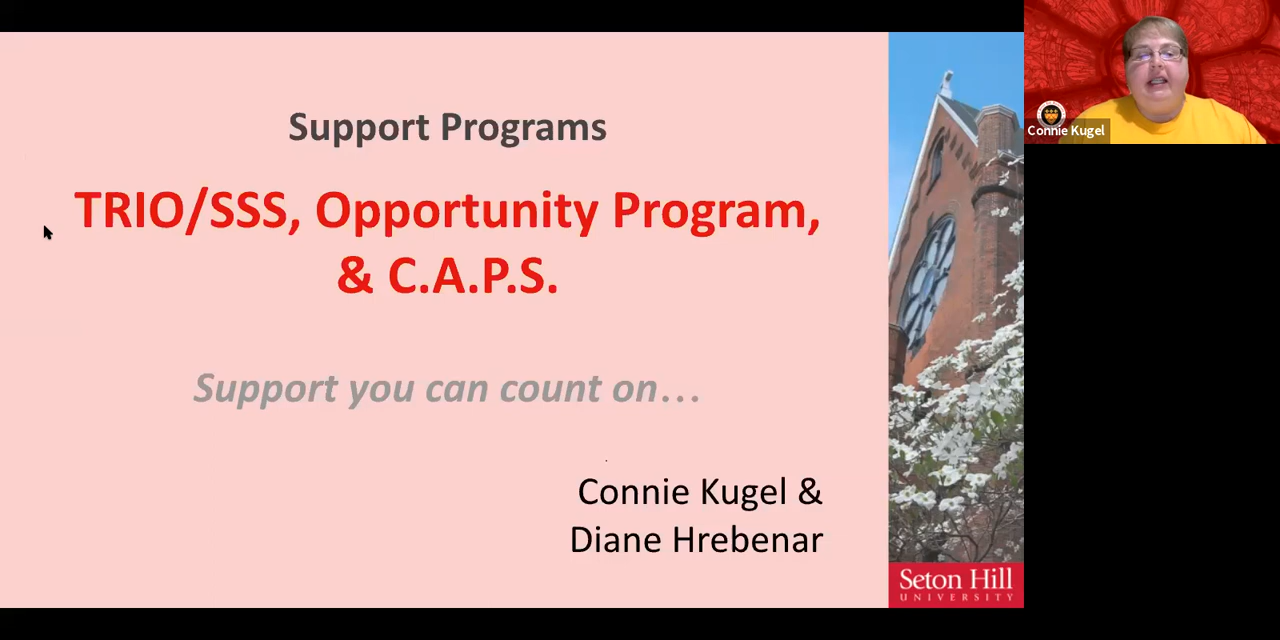 Support Programs
TRIO/SSS, Opportunity Program,
& C.A.P.S.
Support you can count on...
Connie Kugel &
Diane Hrebenar
Seton Hill
UNIVERSITY
Connie Kugel